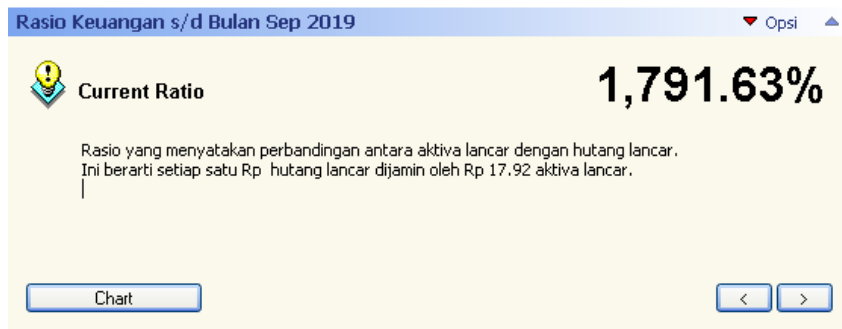 Rasio Keuangan s/d Bulan Sep 2019
Opsi
Current Ratio
1,791.63%
Rasio yang menyatakan perbandingan antara aktiva lancar dengan hutang lancar.
Ini berarti setiap satu Rp  hutang lancar dijamin oleh Rp 17.92 aktiva lancar.
Chart
< >